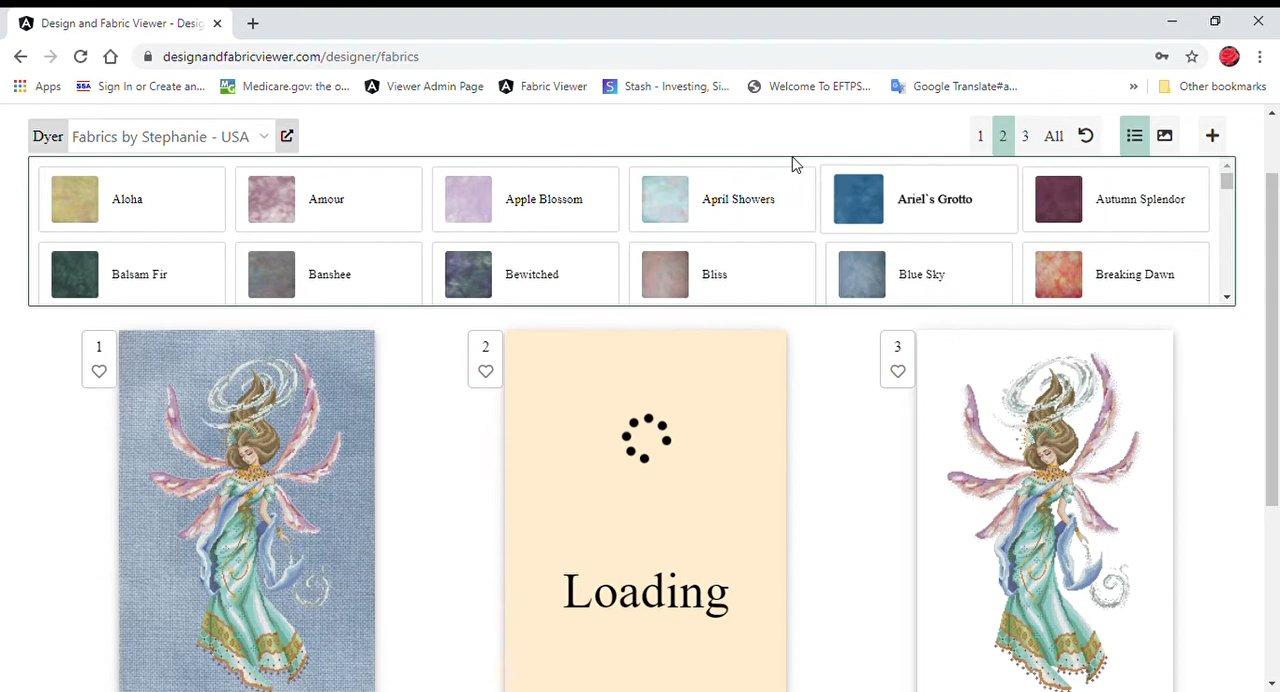 Design and Fabric Viewer - Desig
designandfabricviewer.com/designer/fabrics
Apps
SSA Sign In or Create an...
MG Medicare.gov: the o...
Viewer Admin Page
Fabric Viewer
S Stash - Investing, Si...
Welcome To EFTPS...
Google Translate#a...
»
Other bookmarks
Dyer Fabrics by Stephanie - USA
1 2 3 All
Aloha
Amour
Apple Blossom
April Showers
Ariel`s Grotto
Autumn Splendor
Balsam Fir
Banshee
Bewitched
Bliss
Blue Sky
Breaking Dawn
1
2
3
Loading